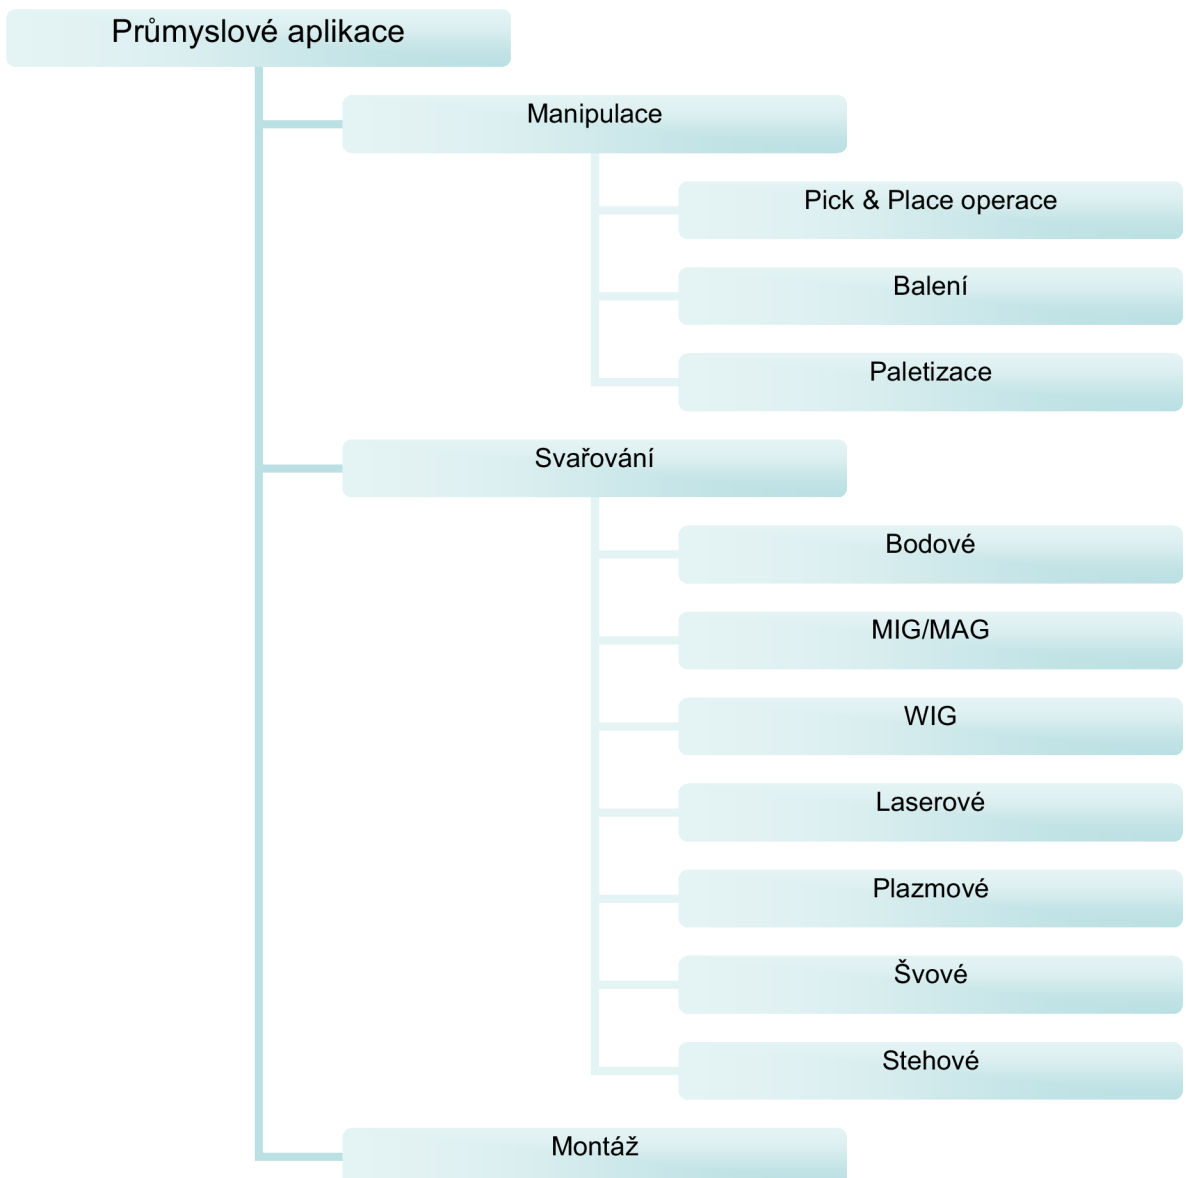 Průmyslové aplikace
Manipulace
Pick & Place operace
Balení
Paletizace
Svařování
Bodové
MIG/MAG
WIG
Laserové
Plazmové
Švové
Stehové
Montáž